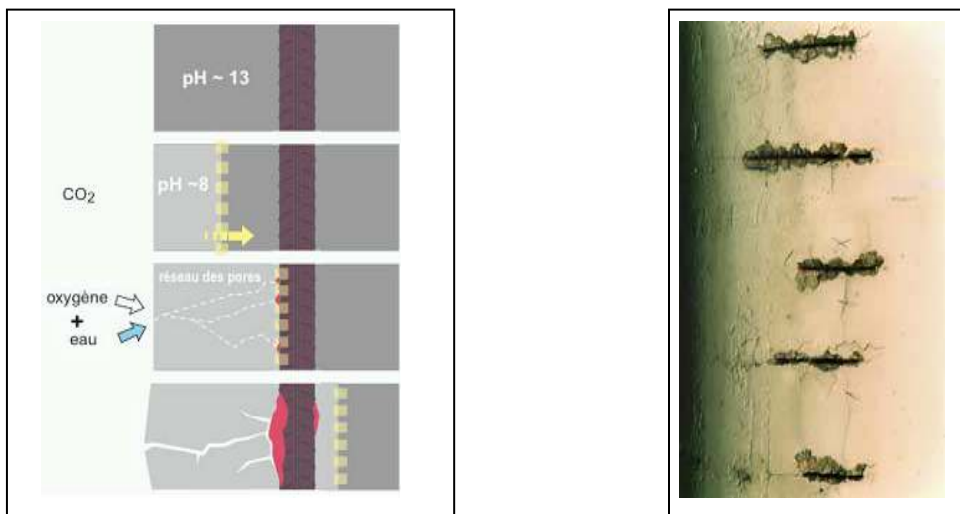 pH ~ 13
pH ~8
CO2
réseau des pores
oxygène
+
eau